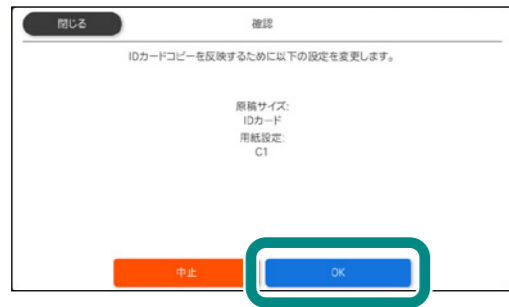 閉じる
確認
IDカードコピーを反映するために以下の設定を変更します。
原稿サイズ:
IDカード
用紙設定:
C1
中止
OK